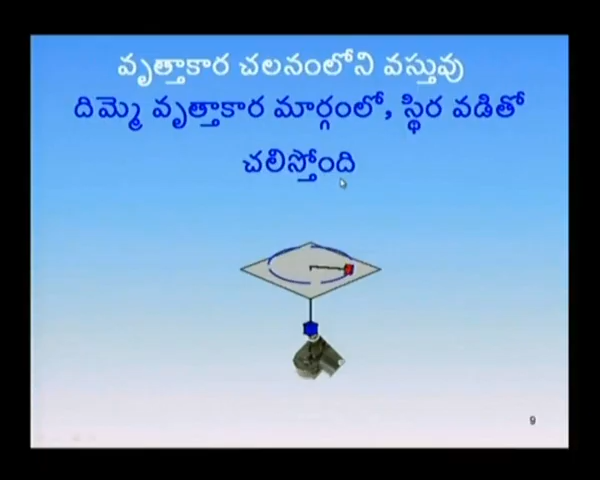 వృత్తాకార చలనంలోని వస్తువు
దిమ్మె వృత్తాకార మార్గంలో, స్థిర వడితో
చలిస్తోంది
9